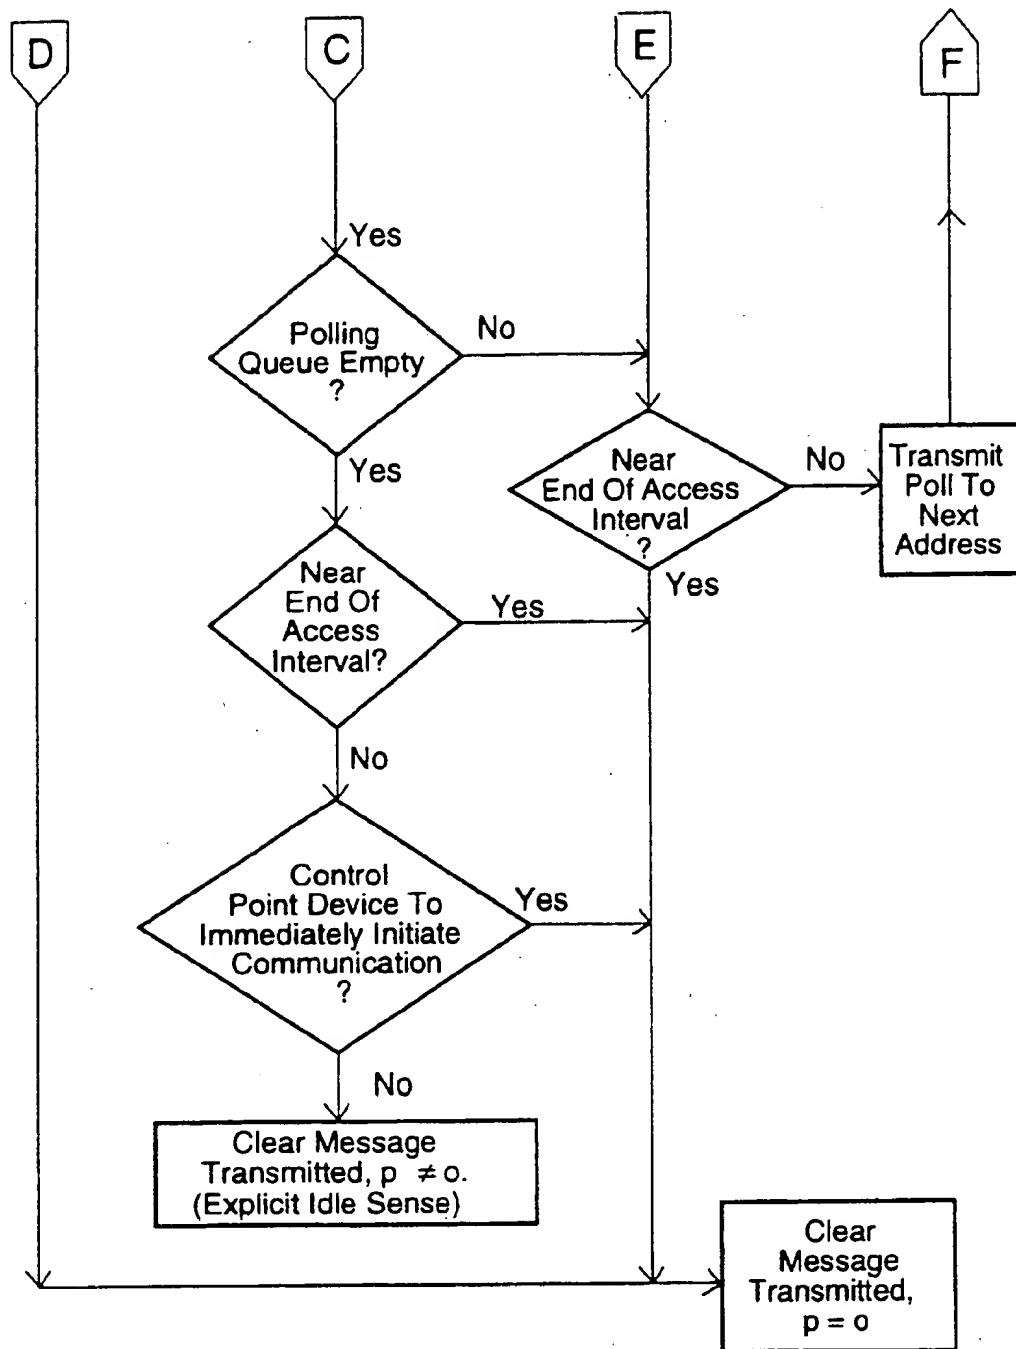 D
C
E
F
Yes
Polling
Queue Empty
?
No
Yes
Near
End Of Access
Interval
?
No
Transmit
Poll To
Next
Address
Yes
Near
End Of
Access
Interval?
Yes
No
Control
Point Device To
Immediately Initiate
Communication
?
Yes
No
Clear Message
Transmitted, p ≠ o.
(Explicit Idle Sense)
Clear
Message
Transmitted,
p = o